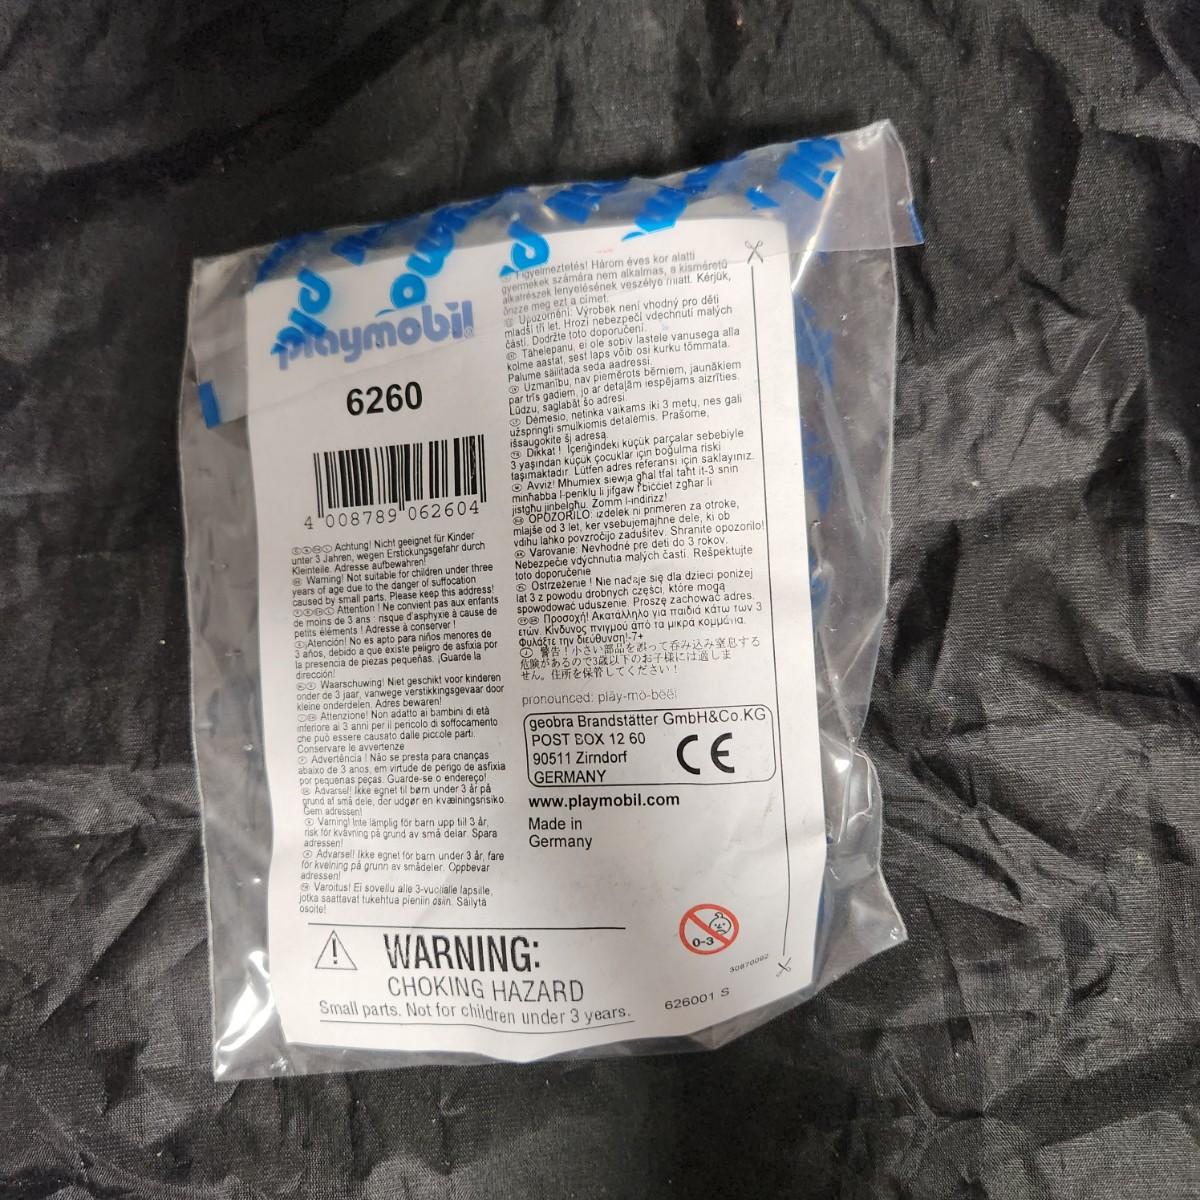 playmobil
6260
4 008789 062604
Achtung! Nicht geeignet für Kinder
unter 3 Jahren, wegen Erstickungsgefahr durch
Kleinteile. Adresse aufbewahren!
Warning! Not suitable for children under three
years of age due to the danger of suffocation
caused by small parts. Please keep this address!
Attention ! Ne convient pas aux enfants
de moins de 3 ans : risque d'asphyxie à cause de
petits éléments ! Adresse à conserver !
¡Atención! No es apto para niños menores de
3 años, debido a que existe peligro de asfixia por
la presencia de piezas pequeñas. ¡Guarde la
dirección!
Waarschuwing! Niet geschikt voor kinderen
onder de 3 jaar, vanwege verstikkingsgevaar door
kleine onderdelen. Adres bewaren!
Attenzione! Non adatto ai bambini di età
inferiore ai 3 anni per il pericolo di soffocamento
che può essere causato dalle piccole parti.
Conservare le avvertenze
Advertência ! Não se presta para crianças
abaixo de 3 anos, em virtude de perigo de asfixia
por pequenas peças. Guarde-se o endereço!
Advarsel! Ikke egnet til børn under 3 år på
grund af små dele, der udgør en kvælningsrisiko.
Gem adressen!
Varning! Inte lämplig för barn upp till 3 år,
risk för kvävning på grund av små delar. Spara
adressen!
Advarsel! Ikke egnet for barn under 3 år, fare
for kvelning på grunn av smådeler. Oppbevar
adressen!
Varoitus! Ei sovellu alle 3-vuotialle lapsille,
jotka saattavat tukehtua pieniin osiin. Säilytä
osoite!
Figyelmeztetés! Három éves kor alatti
gyermekek számára nem alkalmas, a kisméretű
alkatrészek lenyelésének veszélye miatt. Kérjük,
őrizze meg ezt a címet.
Upozornění: Výrobek není vhodný pro děti
mladší tří let. Hrozí nebezpečí vdechnutí malých
částí. Dodržte toto doporučení.
Tähelepanu, ei ole sobiv lastele vanusega alla
kolme aastat, sest laps võib osi kurku tõmmata.
Palume säilitada seda aadressi.
Uzmanību, nav piemērots bērniem, jaunākiem
par trīs gadiem, jo ar detaļām iespējams aizrīties.
Lūdzu, saglabāt šo adresi.
Dėmesio, netinka vaikams iki 3 metų, nes gali
užspringti smulkiomis detalėmis. Prašome,
išsaugokite šį adresą.
Dikkat ! İçeriğindeki küçük parçalar sebebiyle
3 yaşından küçük çocuklar için boğulma riski
taşımaktadır. Lütfen adres referansı için saklayınız.
Avviz! Mhumiex siewja għal tfal taħt it-3 snin
minħabba l-periklu li jifgaw b'biċċiet żgħar li
jistgħu jinbelgħu. Zomm l-indirizz!
OPOZORILO: izdelek ni primeren za otroke,
mlajše od 3 let, ker vsebujemajhne dele, ki ob
vdihu lahko povzročijo zadušitev. Shranite opozorilo!
Varovanie: Nevhodné pre deti do 3 rokov.
Nebezpečie vdýchnutia malých častí. Rešpektujte
toto doporučenie
Ostrzeżenie ! Nie nadaje się dla dzieci poniżej
lat 3 z powodu drobnych części, które mogą
spowodować uduszenie. Proszę zachować adres.
Προσοχή! Ακατάλληλο για παιδιά κάτω των 3
ετών. Κίνδυνος πνιγμού από τα μικρά κομμάτια.
Φυλάξτε την διεύθυνση!-7+
警告！小さい部品を誤って呑み込み窒息する
危険があるので3歳以下のお子様には適しま
せん。住所を保管してください！
pronounced: pläy-mō-bēēl
geobra Brandstätter GmbH&Co.KG
POST BOX 12 60
90511 Zirndorf
GERMANY
CE
www.playmobil.com
Made in
Germany
0-3
WARNING:
CHOKING HAZARD
Small parts. Not for children under 3 years.
626001 S
30870092